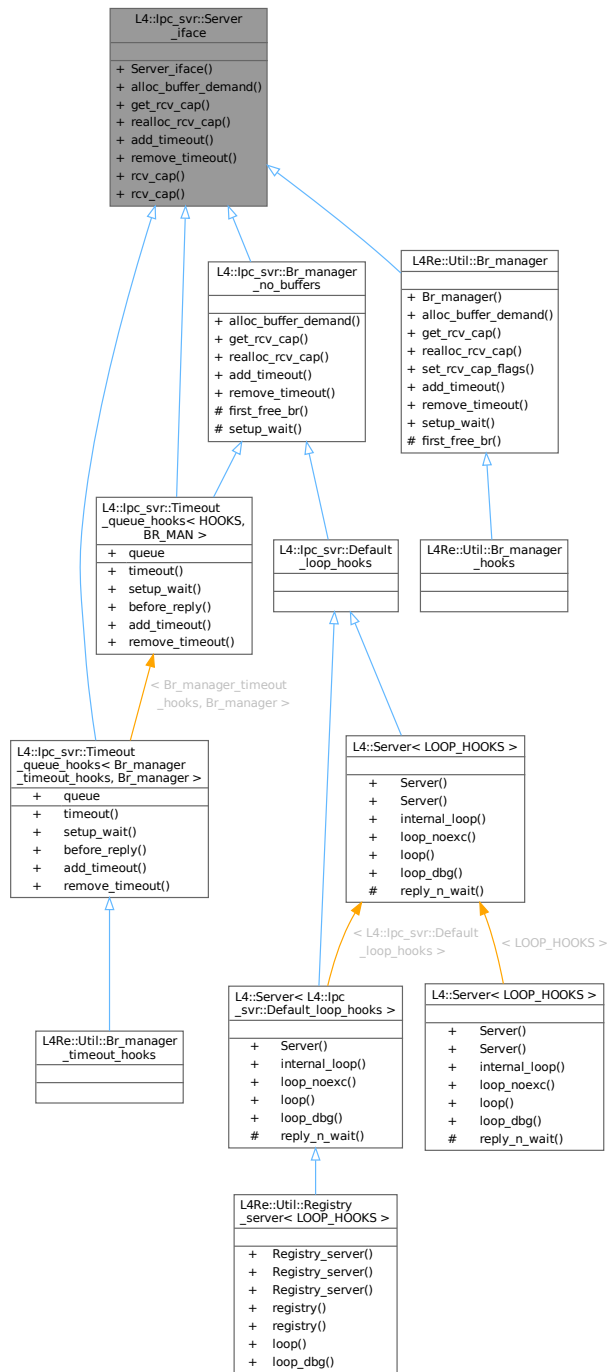 L4::Ipc_svr::Server
_iface
+ Server_iface()
+ alloc_buffer_demand()
+ get_rcv_cap()
+ realloc_rcv_cap()
+ add_timeout()
+ remove_timeout()
+ rcv_cap()
+ rcv_cap()
L4::Ipc_svr::Br_manager
_no_buffers
+ alloc_buffer_demand()
+ get_rcv_cap()
+ realloc_rcv_cap()
+ add_timeout()
+ remove_timeout()
# first_free_br()
# setup_wait()
L4Re::Util::Br_manager
+ Br_manager()
+ alloc_buffer_demand()
+ get_rcv_cap()
+ realloc_rcv_cap()
+ set_rcv_cap_flags()
+ add_timeout()
+ remove_timeout()
+ setup_wait()
# first_free_br()
L4::Ipc_svr::Timeout
_queue_hooks< HOOKS,
BR_MAN >
+ queue
+ timeout()
+ setup_wait()
+ before_reply()
+ add_timeout()
+ remove_timeout()
L4::Ipc_svr::Default
_loop_hooks
L4Re::Util::Br_manager
_hooks
< Br_manager_timeout
_hooks, Br_manager >
L4::Ipc_svr::Timeout
_queue_hooks< Br_manager
_timeout_hooks, Br_manager >
+ queue
+ timeout()
+ setup_wait()
+ before_reply()
+ add_timeout()
+ remove_timeout()
L4::Server< LOOP_HOOKS >
+ Server()
+ Server()
+ internal_loop()
+ loop_noexc()
+ loop()
+ loop_dbg()
# reply_n_wait()
< L4::Ipc_svr::Default
_loop_hooks >
< LOOP_HOOKS >
L4Re::Util::Br_manager
_timeout_hooks
L4::Server< L4::Ipc
_svr::Default_loop_hooks >
+ Server()
+ internal_loop()
+ loop_noexc()
+ loop()
+ loop_dbg()
# reply_n_wait()
L4::Server< LOOP_HOOKS >
+ Server()
+ Server()
+ internal_loop()
+ loop_noexc()
+ loop()
+ loop_dbg()
# reply_n_wait()
L4Re::Util::Registry
_server< LOOP_HOOKS >
+ Registry_server()
+ Registry_server()
+ Registry_server()
+ registry()
+ registry()
+ loop()
+ loop_dbg()